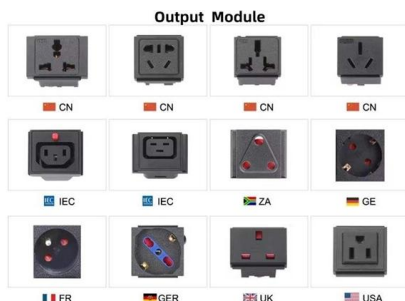 Output Module
CN
CN
CN
CN
IEC
IEC
ZA
GE
FR
GER
UK
USA